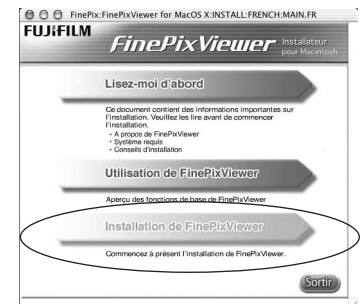 FinePix:FinePixViewer for MacOS X:INSTALL:FRENCH:MAIN.FR
FUJIFILM
FinePixViewer Installateur
pour Macintosh
Lisez-moi d'abord
Ce document contient des informations importantes sur
l'installation. Veuillez les lire avant de commencer
l'installation.
· A propos de FinePixViewer
· Système requis
· Conseils d'installation
Utilisation de FinePixViewer
Aperçu des fonctions de base de FinePixViewer
Installation de FinePixViewer
Commencez à présent l'installation de FinePixViewer.
Sortir